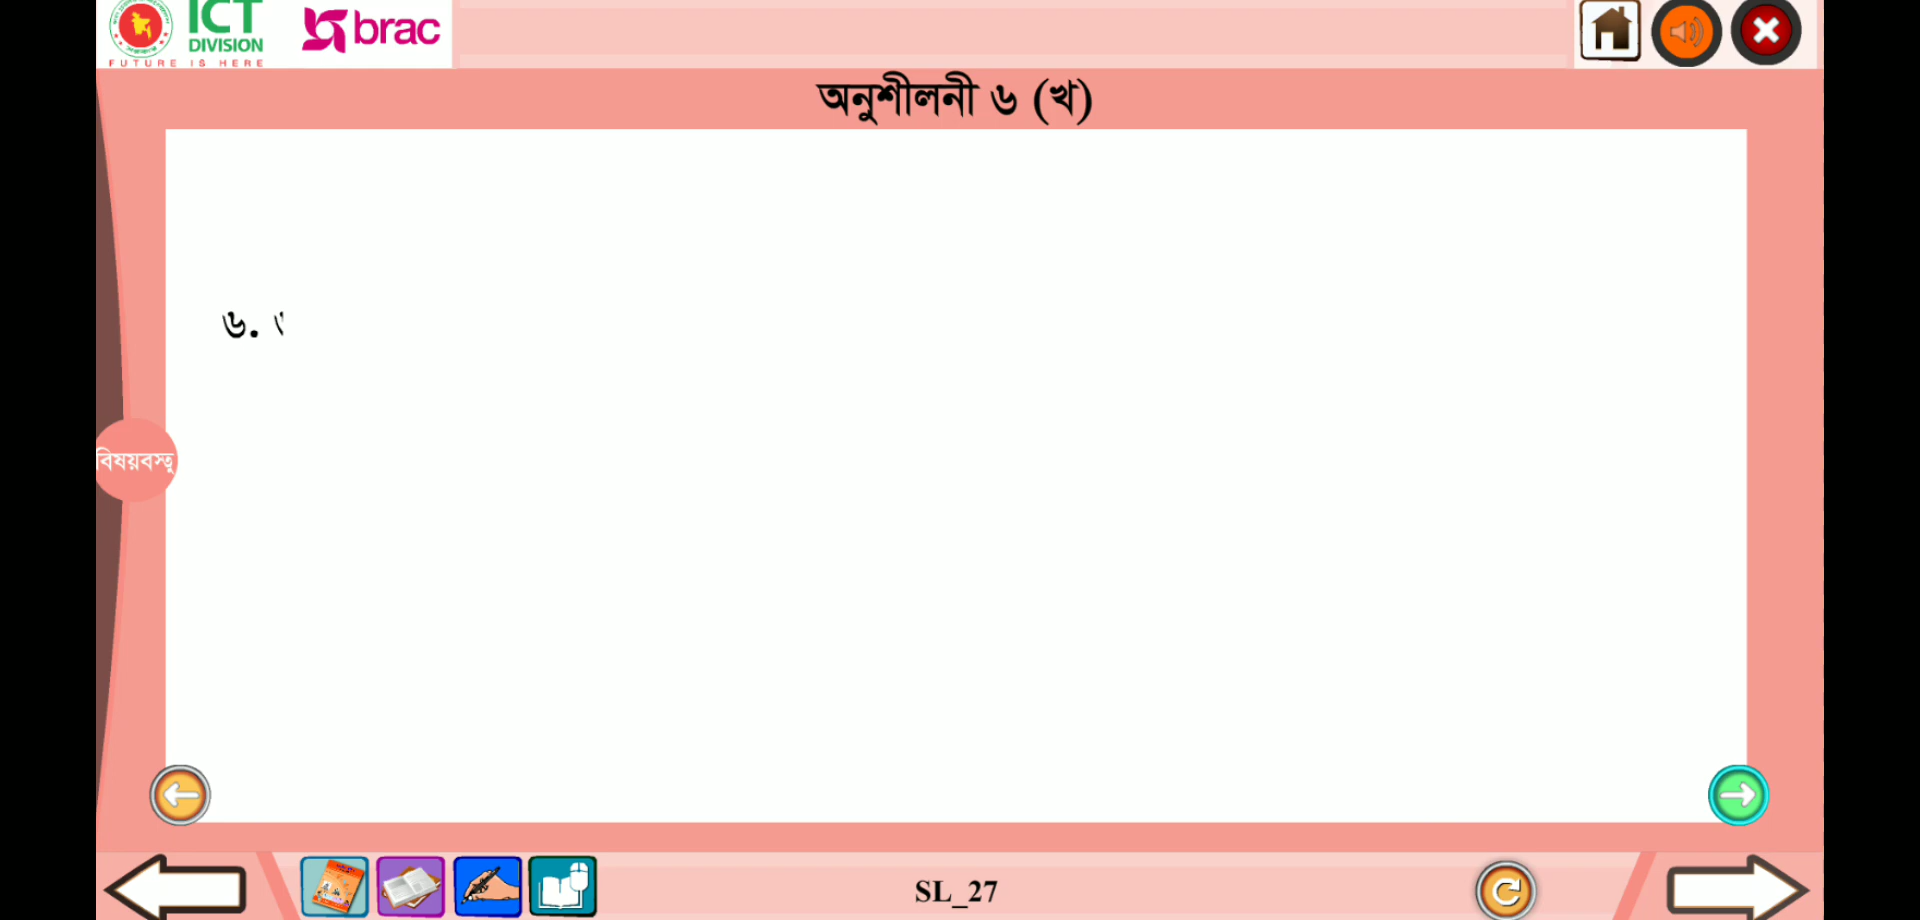 ICT
DIVISION
FUTURE IS HERE
brac
অনুশীলনী ৬ (খ)
৬.
বিষয়বস্তু
SL_27